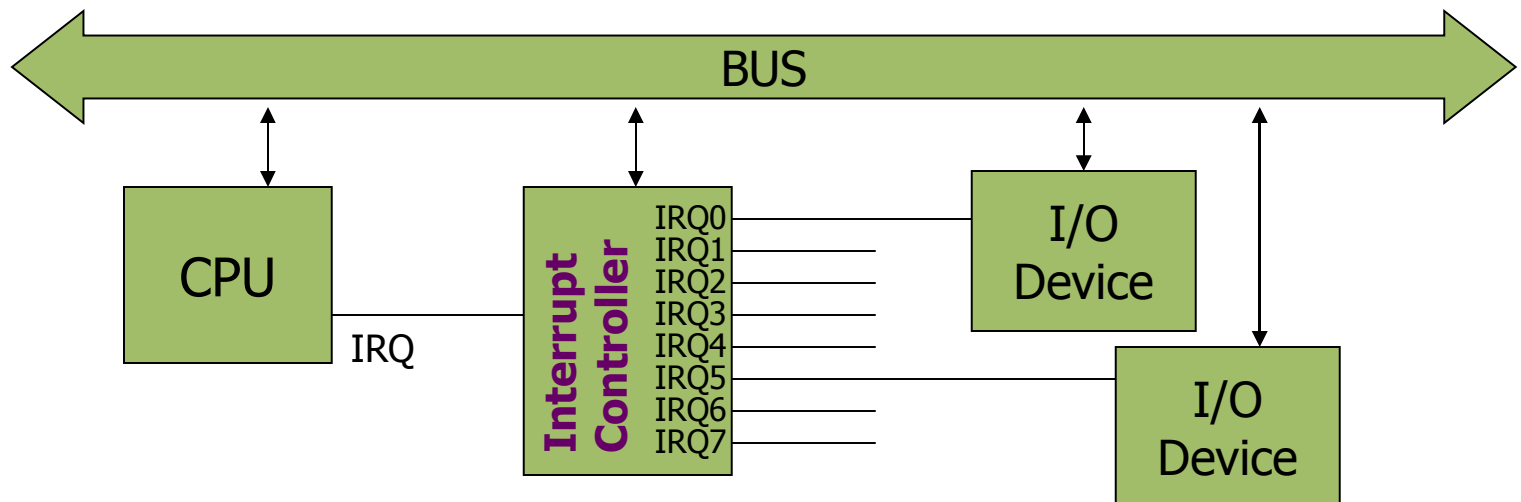 BUS
CPU
IRQ
Interrupt
Controller
IRQ0
IRQ1
IRQ2
IRQ3
IRQ4
IRQ5
IRQ6
IRQ7
I/O
Device
I/O
Device